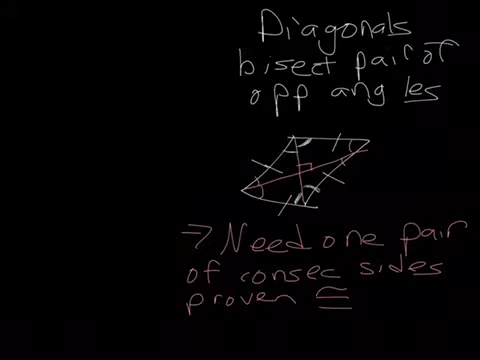 Diagonals
bisect pair of
opp angles
→ Need one pair
of consec sides
proven ≅